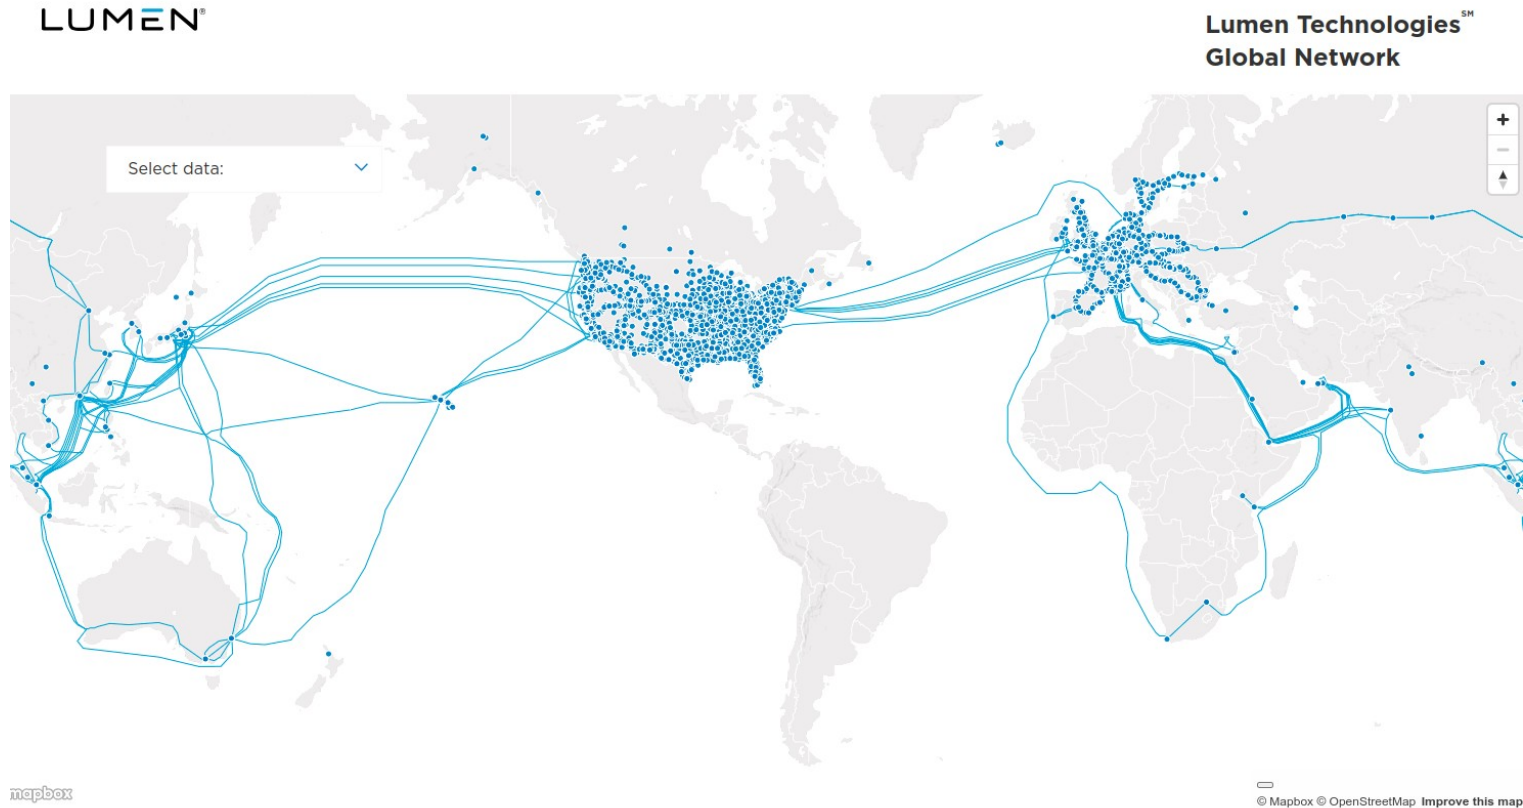 LUMEN®
Lumen Technologies℠
Global Network
Select data:
mapbox
© Mapbox © OpenStreetMap Improve this map